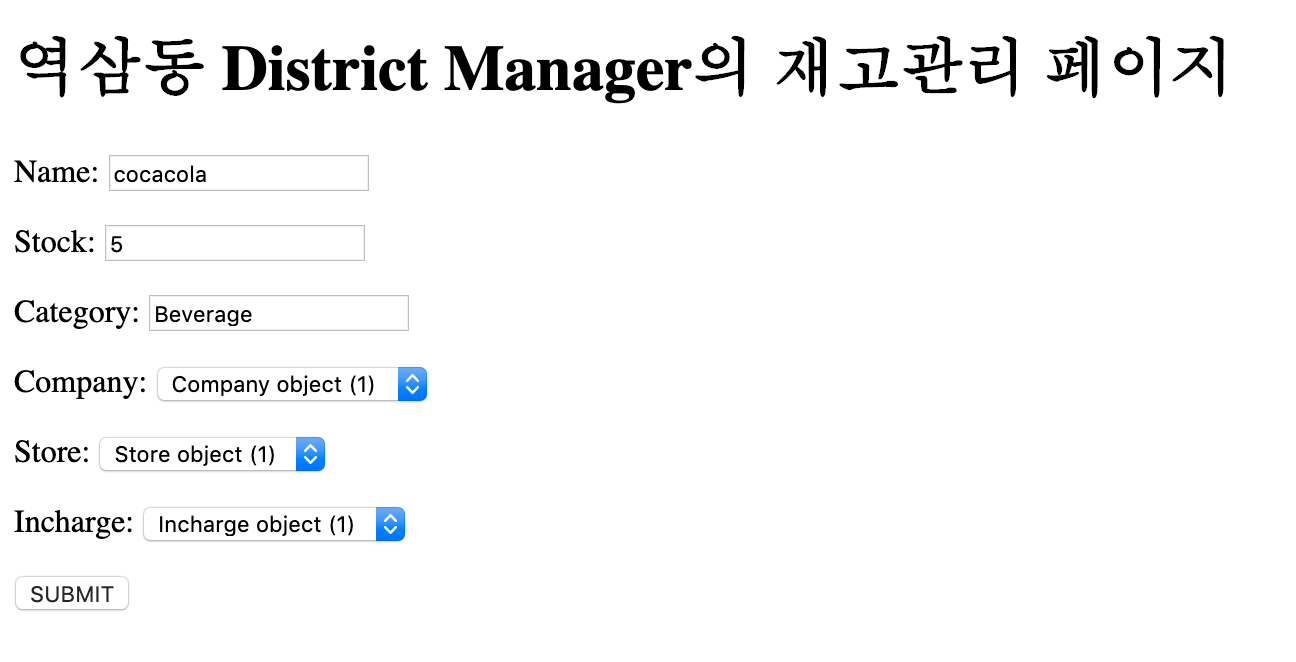 역삼동 District Manager의 재고관리 페이지
Name: cocacola
Stock: 5
Category: Beverage
Company: Company object (1)
Store: Store object (1)
Incharge: Incharge object (1)
SUBMIT